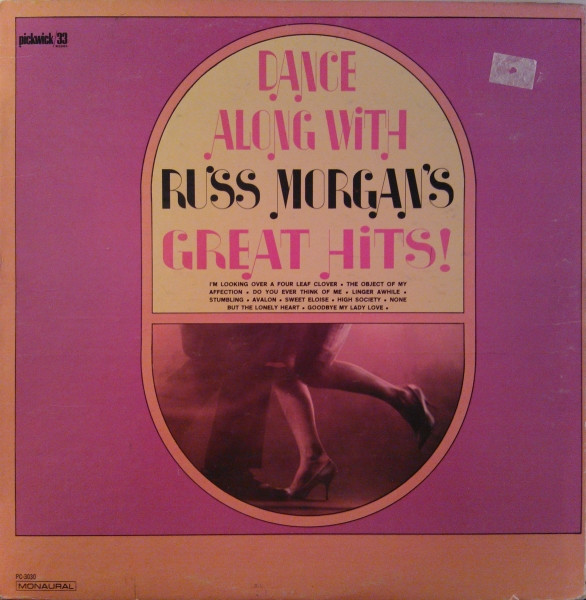 pickwick/33
DANCE
ALONG WiTH
RUSS MORGAN'S
GREAT HiTS!
I'M LOOKING OVER A FOUR LEAF CLOVER • THE OBJECT OF MY
AFFECTION • DO YOU EVER THINK OF ME • LINGER AWHILE •
STUMBLING • AVALON • SWEET ELOISE • HIGH SOCIETY • NONE
BUT THE LONELY HEART • GOODBYE MY LADY LOVE •
PC-3030
MONAURAL